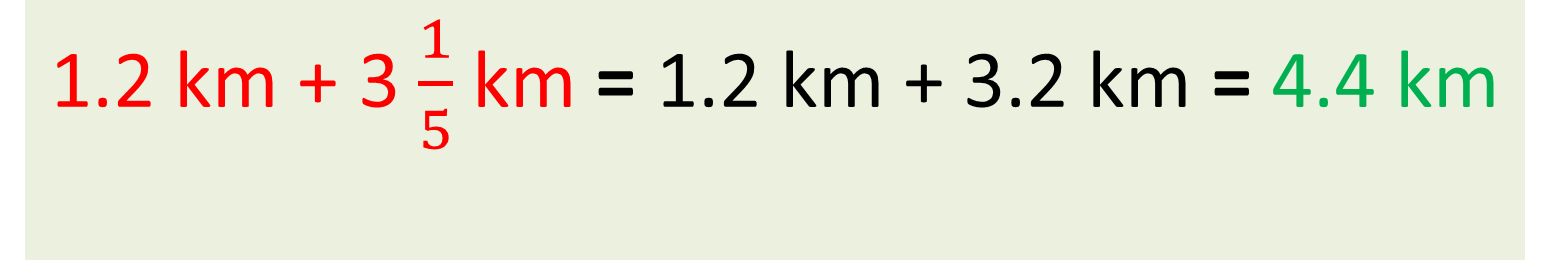 1.2 km + 3 1/5 km = 1.2 km + 3.2 km = 4.4 km